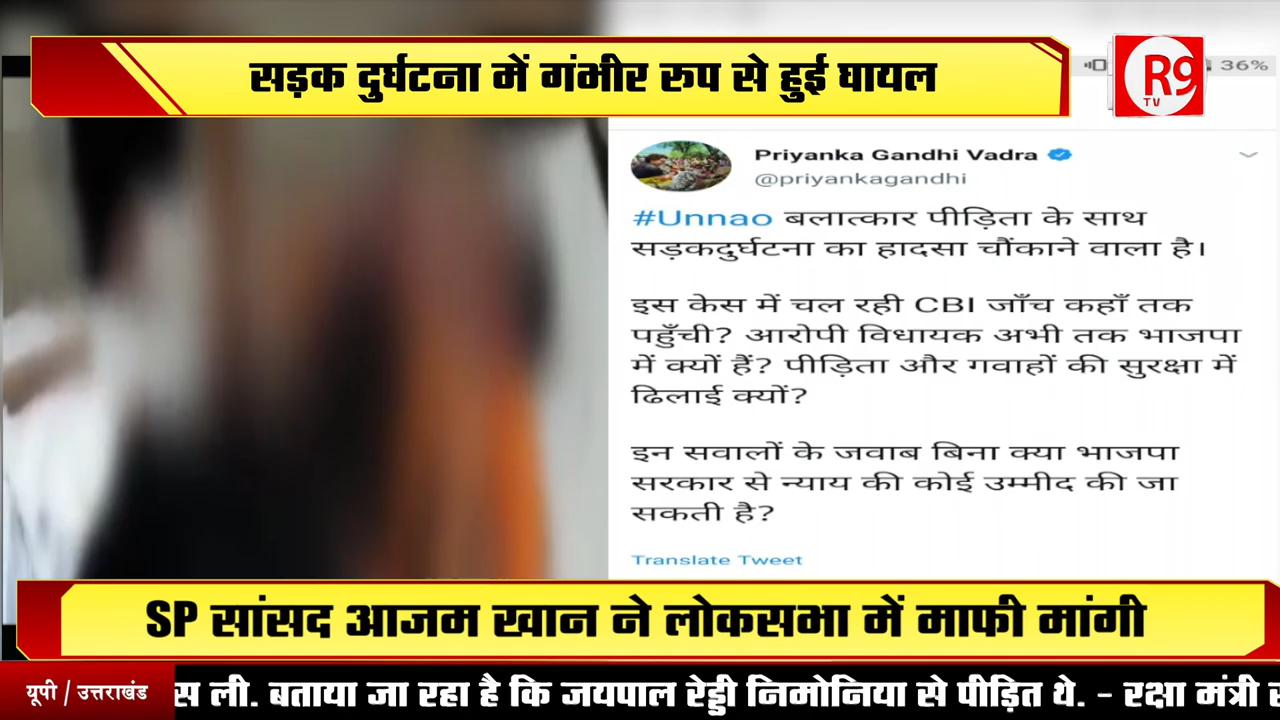 सड़क दुर्घटना में गंभीर रुप से हुई घायल
R9
TV
36%
Priyanka Gandhi Vadra
@priyankagandhi
#Unnao बलात्कार पीड़िता के साथ
सड़कदुर्घटना का हादसा चौंकाने वाला है।
इस केस में चल रही CBI जाँच कहाँ तक
पहुँची? आरोपी विधायक अभी तक भाजपा
में क्यों हैं? पीड़िता और गवाहों की सुरक्षा में
ढिलाई क्यों?
इन सवालों के जवाब बिना क्या भाजपा
सरकार से न्याय की कोई उम्मीद की जा
सकती है?
Translate Tweet
SP सांसद आजम खान ने लोकसभा में माफी मांगी
यूपी / उत्तराखंड
स ली. बताया जा रहा है कि जयपाल रेड्डी निमोनिया से पीड़ित थे. - रक्षा मंत्री